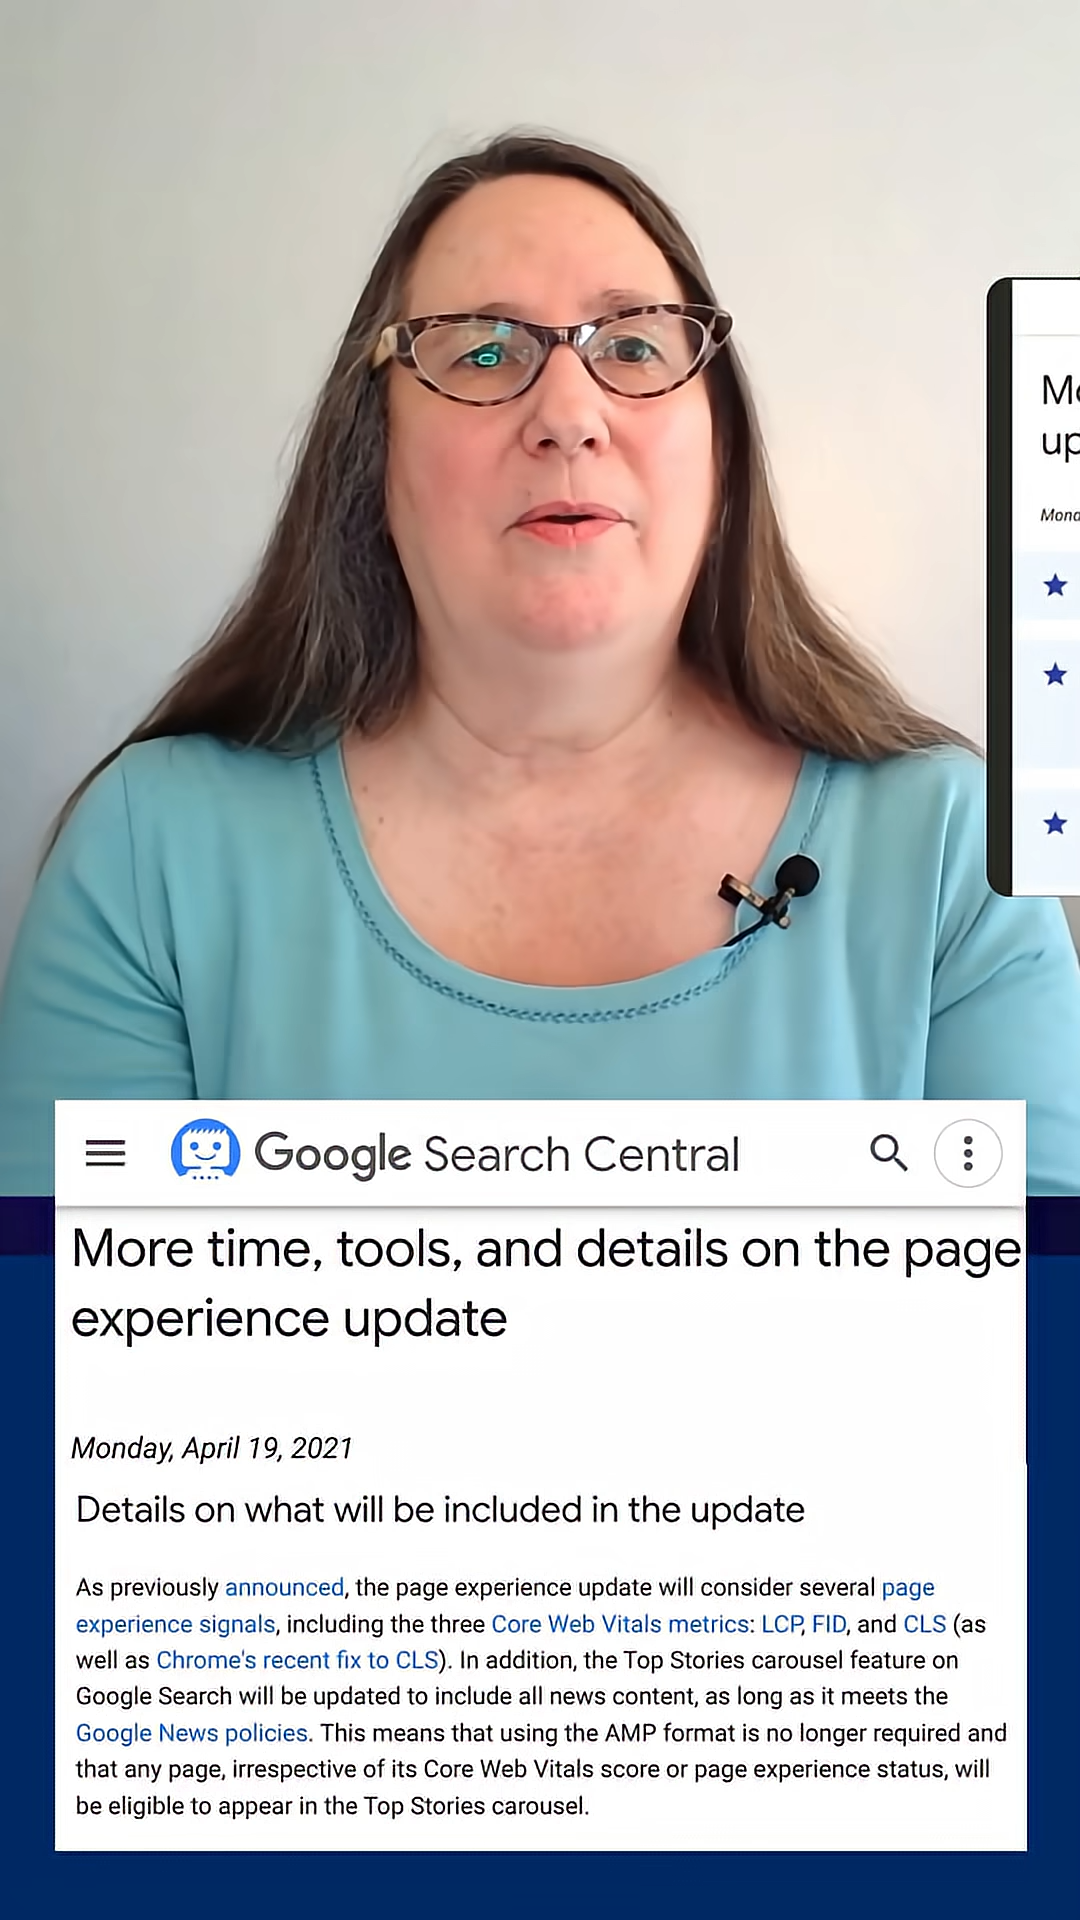 Mo
up
Mond
Google Search Central
More time, tools, and details on the page
experience update
Monday, April 19, 2021
Details on what will be included in the update
As previously announced, the page experience update will consider several page
experience signals, including the three Core Web Vitals metrics: LCP, FID, and CLS (as
well as Chrome's recent fix to CLS). In addition, the Top Stories carousel feature on
Google Search will be updated to include all news content, as long as it meets the
Google News policies. This means that using the AMP format is no longer required and
that any page, irrespective of its Core Web Vitals score or page experience status, will
be eligible to appear in the Top Stories carousel.